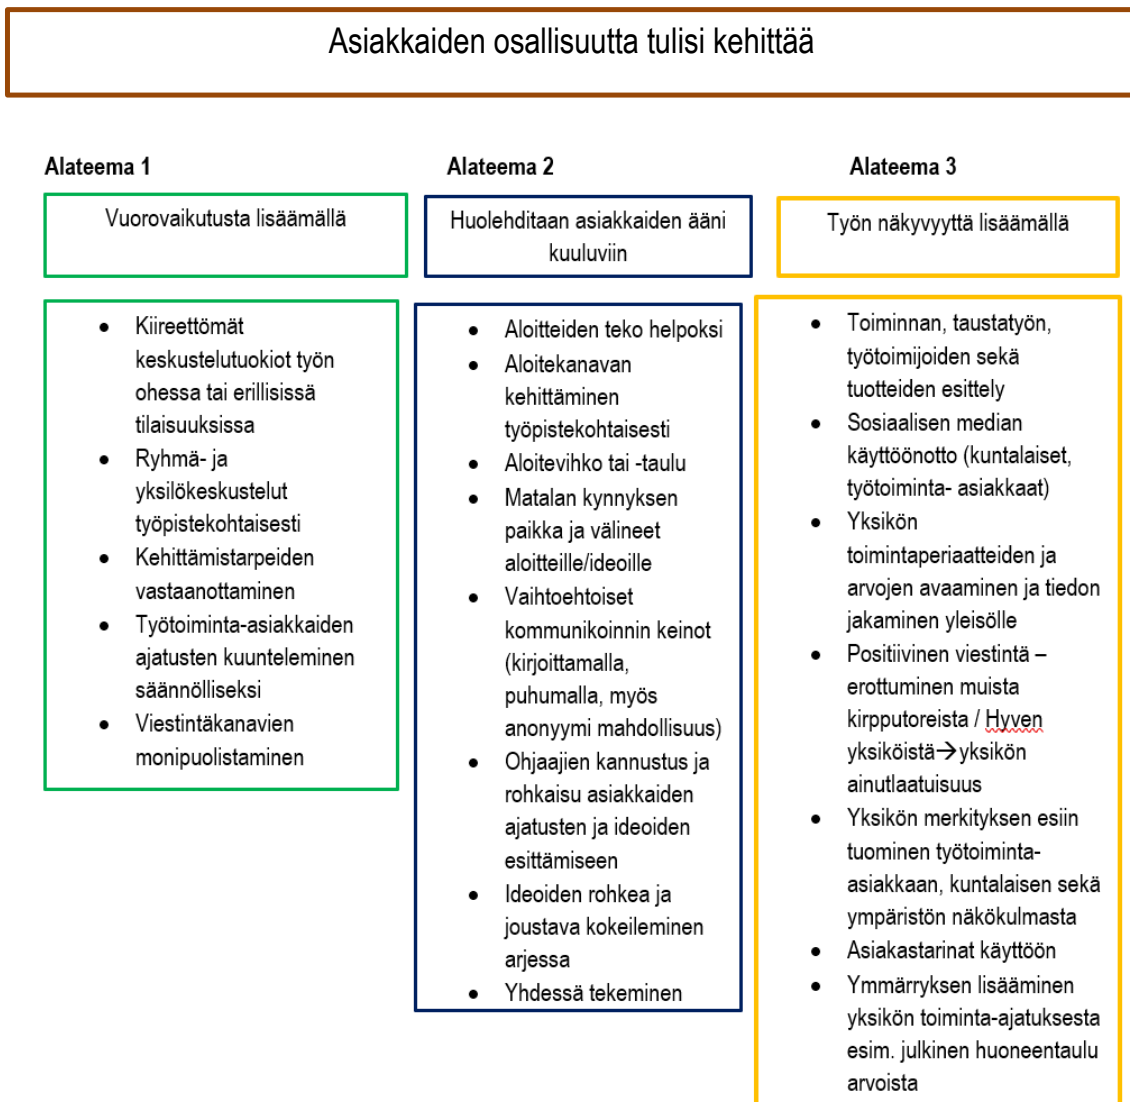 Asiakkaiden osallisuutta tulisi kehittää
Alateema 1
Vuorovaikutusta lisäämällä
• Kiireettömät
keskustelutuokiot työn
ohessa tai erillisissä
tilaisuuksissa
• Ryhmä- ja
yksilökeskustelut
työpistekohtaisesti
• Kehittämistarpeiden
vastaanottaminen
• Työtoiminta-asiakkaiden
ajatusten kuunteleminen
säännölliseksi
• Viestintäkanavien
monipuolistaminen
Alateema 2
Huolehditaan asiakkaiden ääni
kuuluviin
• Aloitteiden teko helpoksi
• Aloitekanavan
kehittäminen
työpistekohtaisesti
• Aloitevihko tai -taulu
• Matalan kynnyksen
paikka ja välineet
aloitteille/ideoille
• Vaihtoehtoiset
kommunikoinnin keinot
(kirjoittamalla,
puhumalla, myös
anonyymi mahdollisuus)
• Ohjaajien kannustus ja
rohkaisu asiakkaiden
ajatusten ja ideoiden
esittämiseen
• Ideoiden rohkea ja
joustava kokeileminen
arjessa
• Yhdessä tekeminen
Alateema 3
Työn näkyvyyttä lisäämällä
• Toiminnan, taustatyön,
työtoimijoiden sekä
tuotteiden esittely
• Sosiaalisen median
käyttöönotto (kuntalaiset,
työtoiminta- asiakkaat)
• Yksikön
toimintaperiaatteiden ja
arvojen avaaminen ja tiedon
jakaminen yleisölle
• Positiivinen viestintä –
erottuminen muista
kirpputoreista / Hyven
yksiköistä→yksikön
ainutlaatuisuus
• Yksikön merkityksen esiin
tuominen työtoiminta-
asiakkaan, kuntalaisen sekä
ympäristön näkökulmasta
• Asiakastarinat käyttöön
• Ymmärryksen lisääminen
yksikön toiminta-ajatuksesta
esim. julkinen huoneentaulu
arvoista